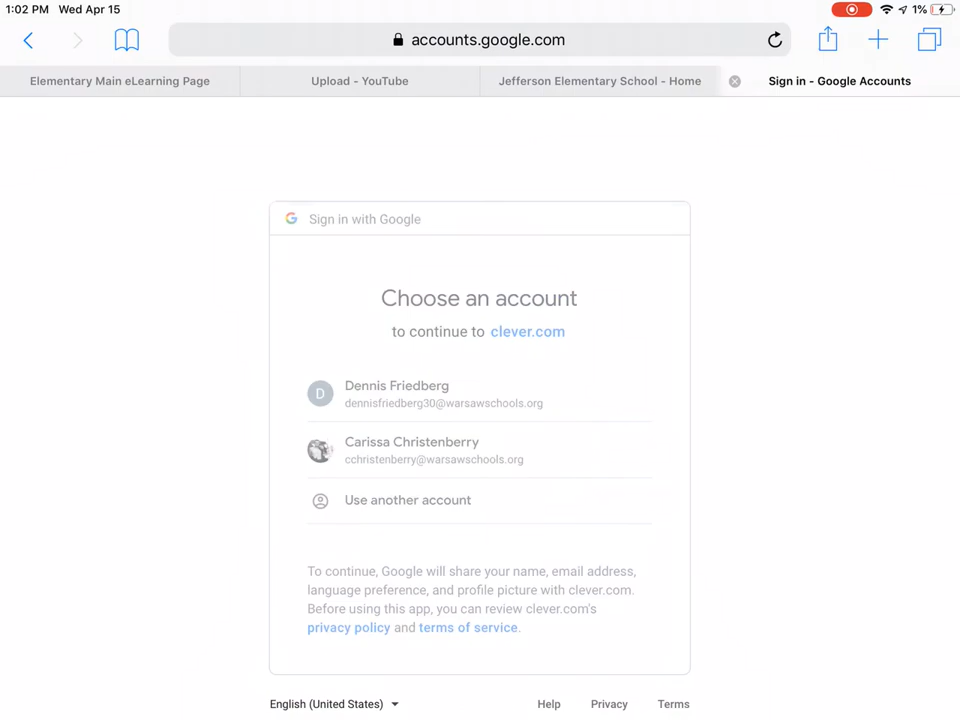 1:02 PM Wed Apr 15 1%
accounts.google.com
Elementary Main eLearning Page Upload - YouTube Jefferson Elementary School - Home Sign in - Google Accounts
Sign in with Google
Choose an account
to continue to clever.com
D
Dennis Friedberg
dennisfriedberg30@warsawschools.org
Carissa Christenberry
cchristenberry@warsawschools.org
Use another account
To continue, Google will share your name, email address,
language preference, and profile picture with clever.com.
Before using this app, you can review clever.com's
privacy policy and terms of service.
English (United States) Help Privacy Terms